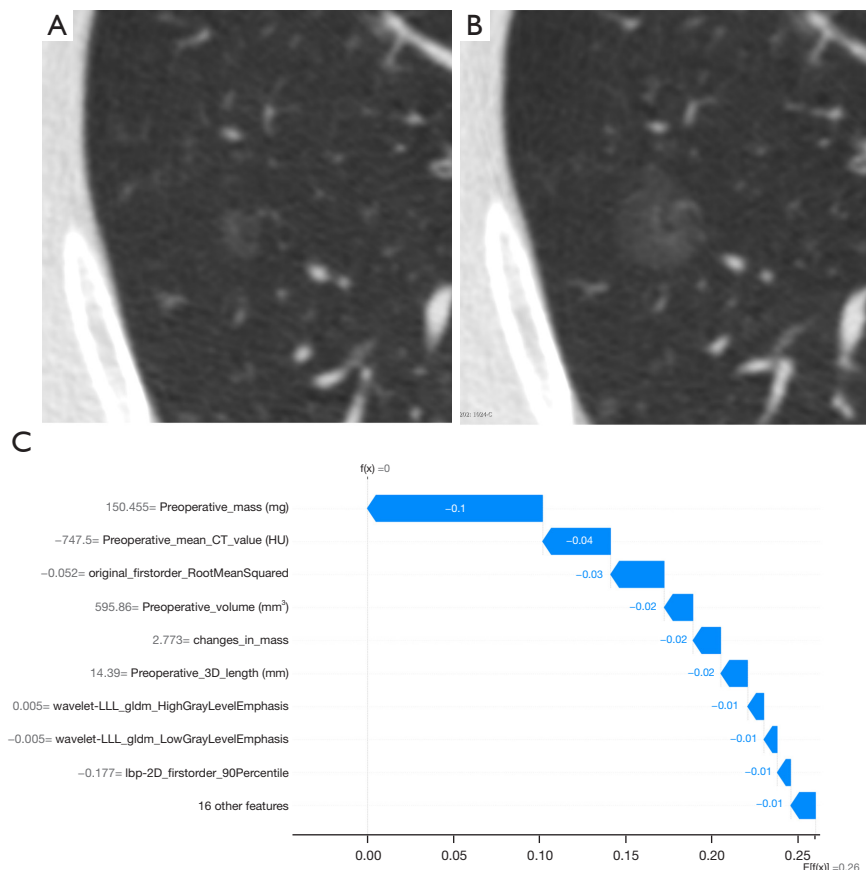 A
B
C
f(x) =0
150.455= Preoperative_mass (mg)
−0.1
−747.5= Preoperative_mean_CT_value (HU)
−0.04
−0.052= original_firstorder_RootMeanSquared
−0.03
595.86= Preoperative_volume (mm³)
−0.02
2.773= changes_in_mass
−0.02
14.39= Preoperative_3D_length (mm)
−0.02
0.005= wavelet-LLL_gldm_HighGrayLevelEmphasis
−0.01
−0.005= wavelet-LLL_gldm_LowGrayLevelEmphasis
−0.01
−0.177= lbp-2D_firstorder_90Percentile
−0.01
16 other features
−0.01
0.00 0.05 0.10 0.15 0.20 0.25
E[f(x)] =0.26